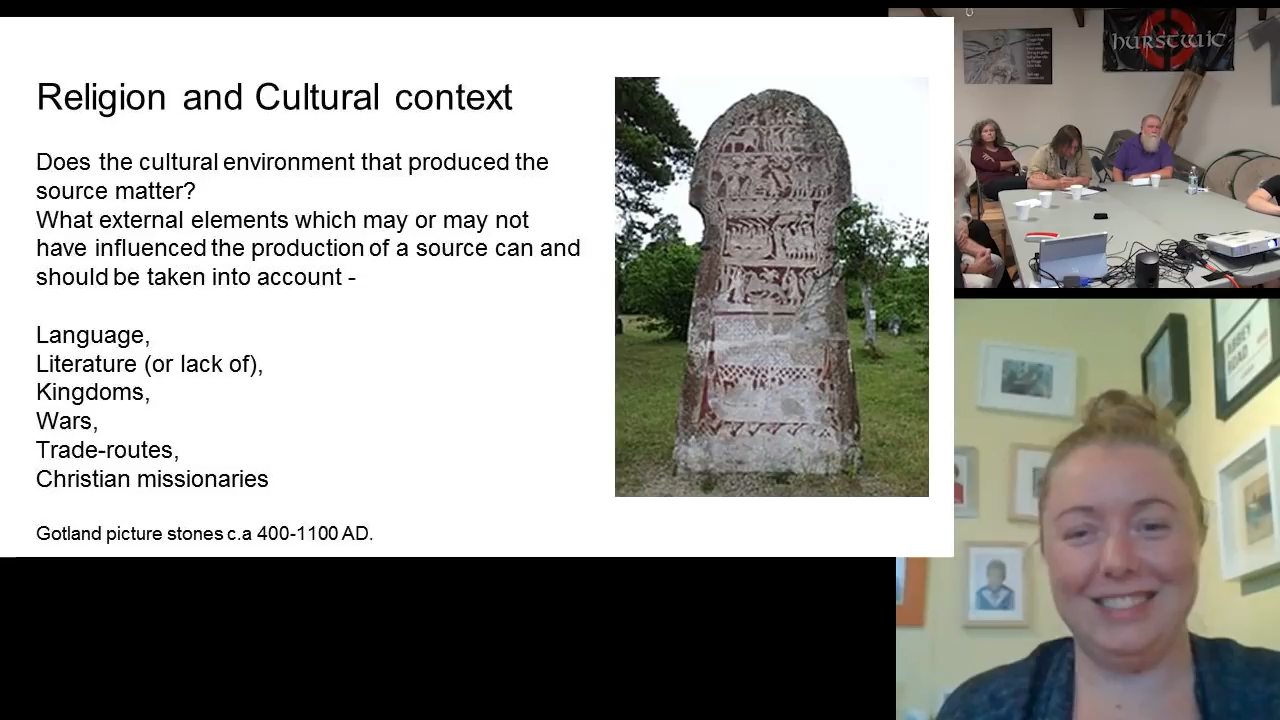 Religion and Cultural context
Does the cultural environment that produced the
source matter?
What external elements which may or may not
have influenced the production of a source can and
should be taken into account -
Language,
Literature (or lack of),
Kingdoms,
Wars,
Trade-routes,
Christian missionaries
Gotland picture stones c.a 400-1100 AD.
hurstwic
ABBEY
ROAD